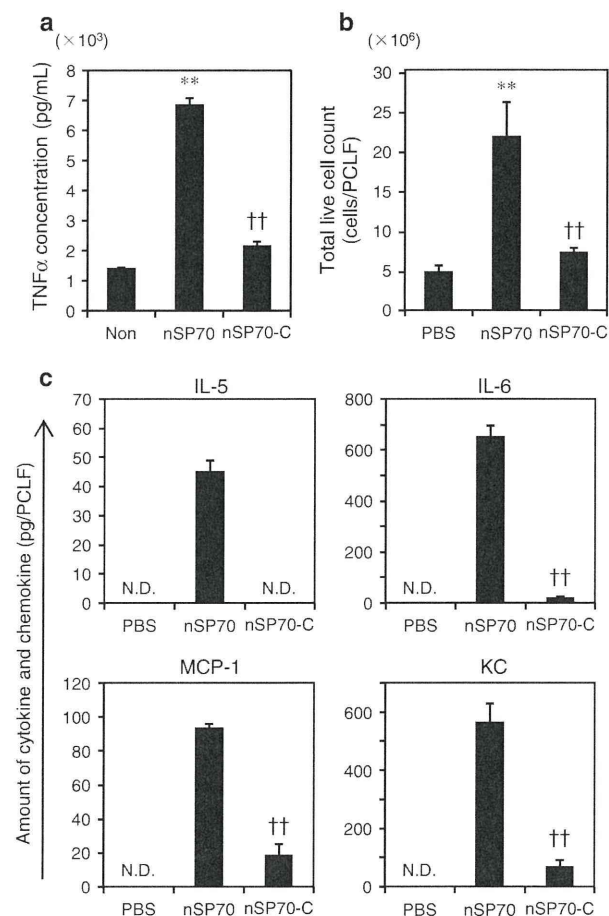 a
(×10³)
TNFα concentration (pg/mL)
8
7
6
5
4
3
2
1
0
**
††
Non nSP70 nSP70-C
b
(×10⁶)
Total live cell count
(cells/PCLF)
30
25
20
15
10
5
0
**
††
PBS nSP70 nSP70-C
c
Amount of cytokine and chemokine (pg/PCLF)
IL-5
70
60
50
40
30
20
10
0
N.D. N.D.
PBS nSP70 nSP70-C
IL-6
800
600
400
200
0
N.D.
††
PBS nSP70 nSP70-C
MCP-1
120
100
80
60
40
20
0
N.D.
††
PBS nSP70 nSP70-C
KC
600
400
200
0
N.D.
††
PBS nSP70 nSP70-C